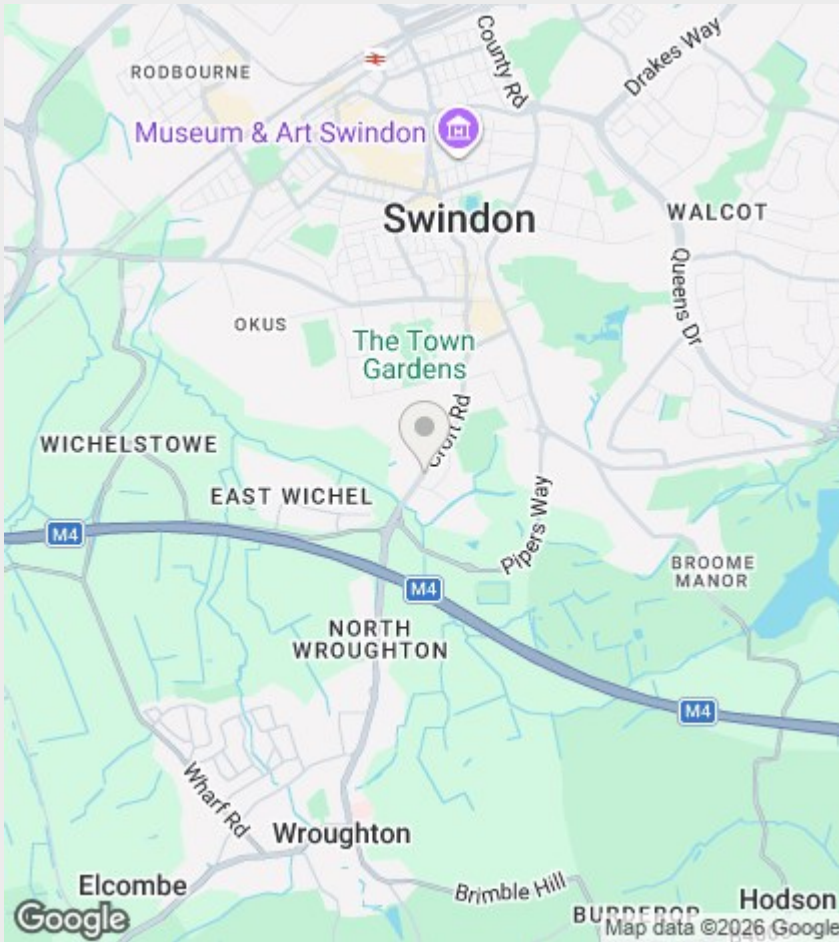 County Rd
Drakes Way
RODBOURNE
Museum & Art Swindon
Swindon
WALCOT
Queens Dr
OKUS
The Town
Gardens
Croft Rd
WICHELSTOWE
EAST WICHEL
M4
Pipers Way
BROOME
MANOR
M4
NORTH
WROUGHTON
M4
Wharf Rd
Wroughton
Elcombe
Brimble Hill
Hodson
BURDEROP
Google
Map data ©2026 Google